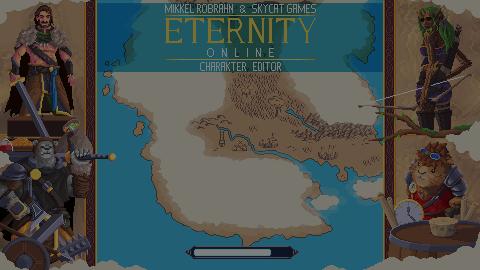 MIKKEL ROBRAHN & SKYCAT GAMES
ETERNITY
ONLINE
CHARAKTER EDITOR